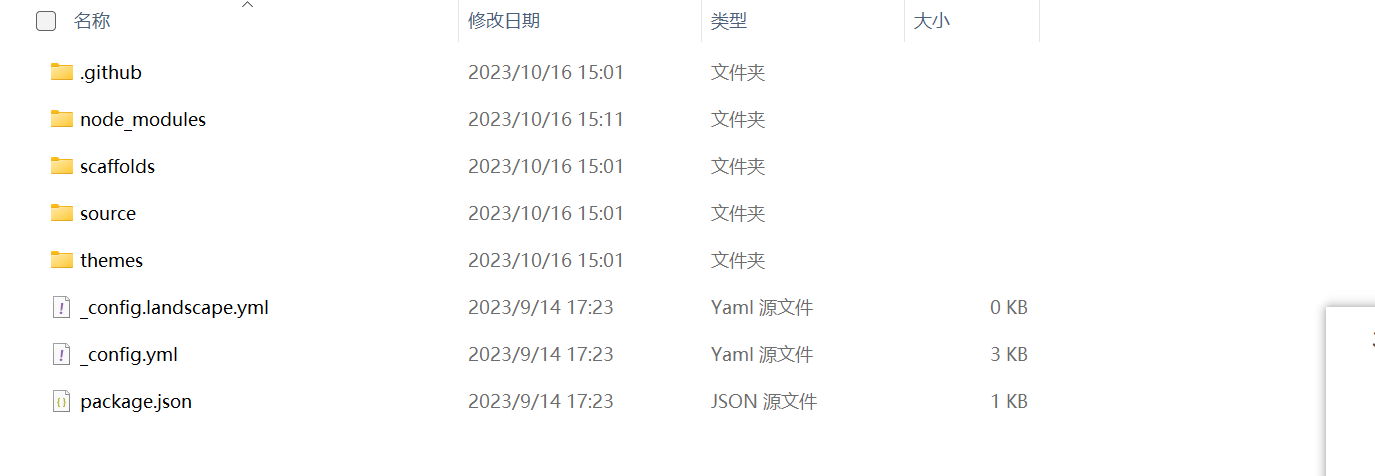 名称 修改日期 类型 大小
.github 2023/10/16 15:01 文件夹
node_modules 2023/10/16 15:11 文件夹
scaffolds 2023/10/16 15:01 文件夹
source 2023/10/16 15:01 文件夹
themes 2023/10/16 15:01 文件夹
_config.landscape.yml 2023/9/14 17:23 Yaml 源文件 0 KB
_config.yml 2023/9/14 17:23 Yaml 源文件 3 KB
package.json 2023/9/14 17:23 JSON 源文件 1 KB